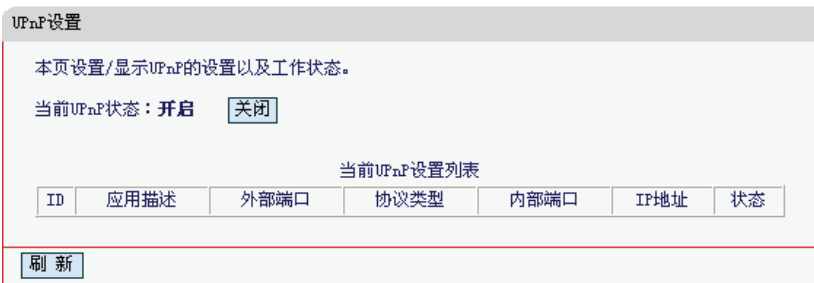 UPnP设置
本页设置/显示UPnP的设置以及工作状态。
当前UPnP状态：开启 关闭
当前UPnP设置列表
ID 应用描述 外部端口 协议类型 内部端口 IP地址 状态
刷 新